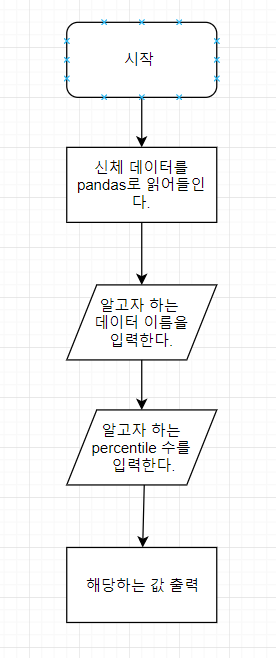 시작
신체 데이터를
pandas로 읽어들인
다.
알고자 하는
데이터 이름을
입력한다.
알고자 하는
percentile 수를
입력한다.
해당하는 값 출력